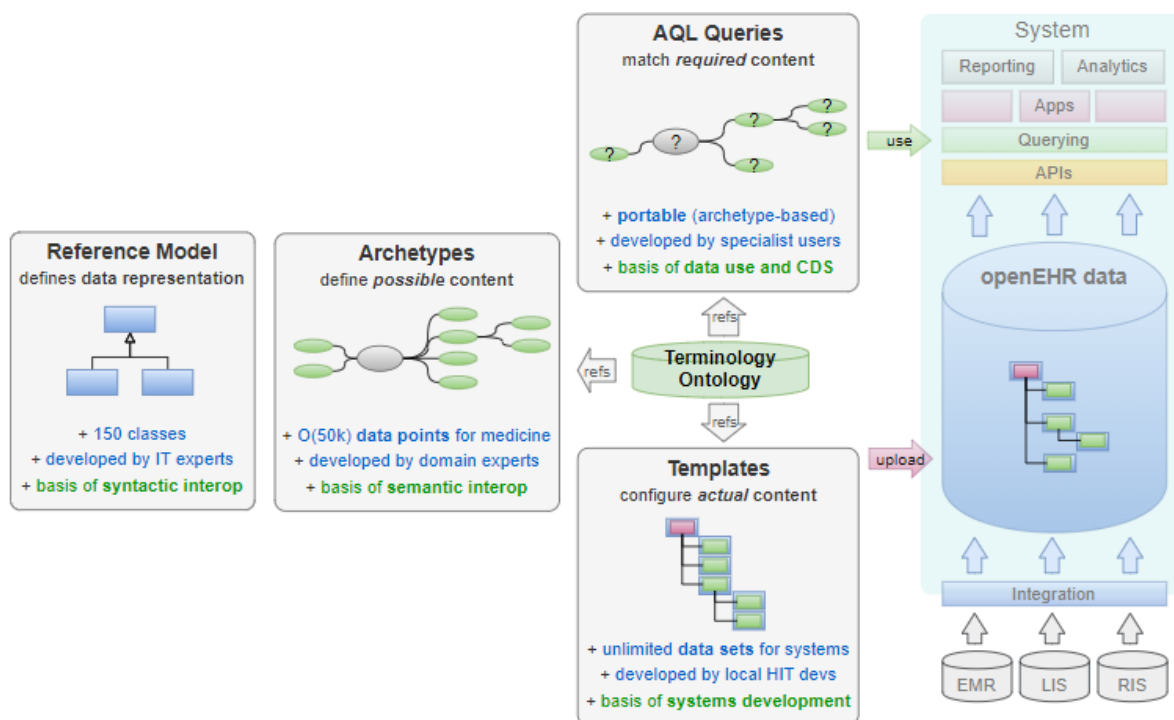 AQL Queries
match required content
?
?
?
?
?
?
+ portable (archetype-based)
+ developed by specialist users
+ basis of data use and CDS
Reference Model
defines data representation
+ 150 classes
+ developed by IT experts
+ basis of syntactic interop
Archetypes
define possible content
+ O(50k) data points for medicine
+ developed by domain experts
+ basis of semantic interop
refs
refs
Terminology
Ontology
refs
Templates
configure actual content
+ unlimited data sets for systems
+ developed by local HIT devs
+ basis of systems development
use
upload
System
Reporting
Analytics
Apps
Querying
APIs
openEHR data
Integration
EMR
LIS
RIS